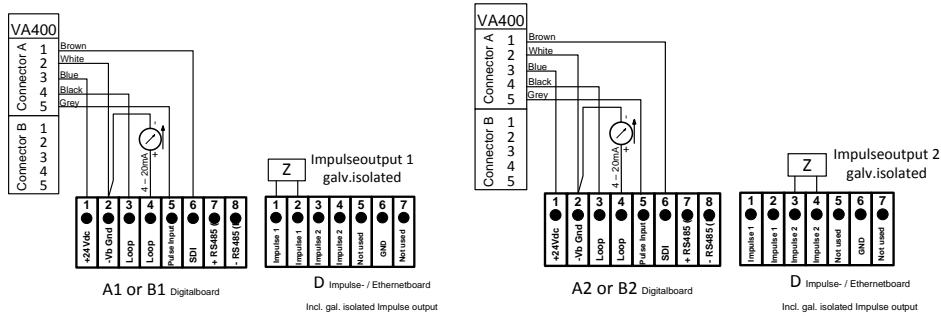 VA400
Connector A
1 Brown
2 White
3 Blue
4 Black
5 Grey
Connector B
1
2
3
4
5
-
+
4 – 20mA
1 2 3 4 5 6 7 8
+24Vdc
-Vb Gnd
Loop
Loop
Pulse Input
SDI
+ RS485 (
- RS485 (
A1 or B1 Digitalboard
Z
Impulseoutput 1
galv.isolated
1 2 3 4 5 6 7
Impulse 1
Impulse 1
Impulse 2
Impulse 2
Not used
GND
Not used
D Impulse- / Ethernetboard
Incl. gal. isolated Impulse output
VA400
Connector A
1 Brown
2 White
3 Blue
4 Black
5 Grey
Connector B
1
2
3
4
5
-
+
4 – 20mA
1 2 3 4 5 6 7 8
+24Vdc
-Vb Gnd
Loop
Loop
Pulse Input
SDI
+ RS485 (
- RS485 (
A2 or B2 Digitalboard
Z
Impulseoutput 2
galv.isolated
1 2 3 4 5 6 7
Impulse 1
Impulse 1
Impulse 2
Impulse 2
Not used
GND
Not used
D Impulse- / Ethernetboard
Incl. gal. isolated Impulse output